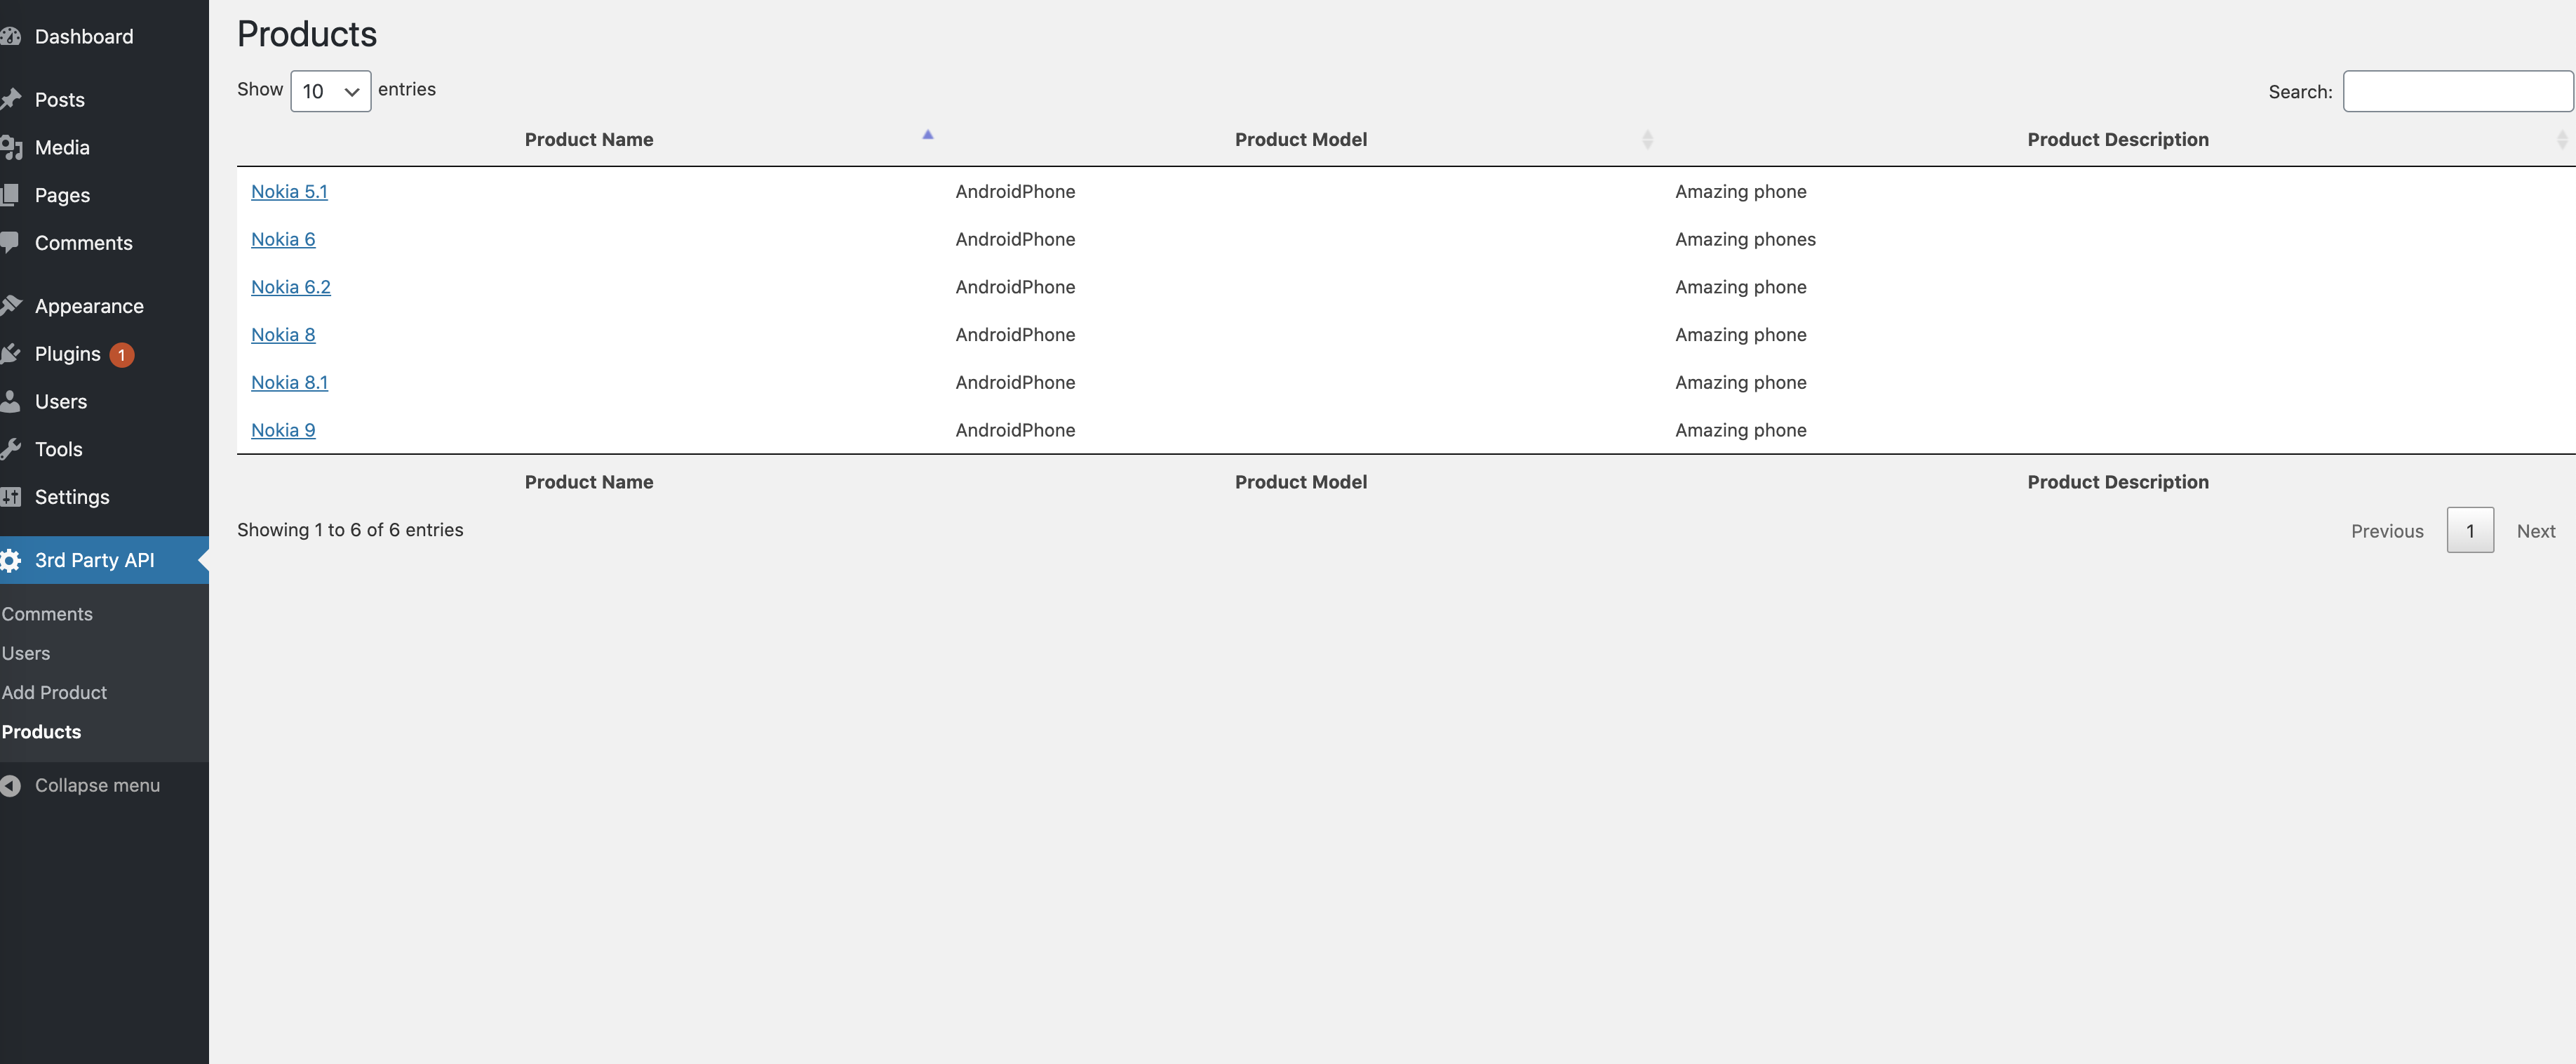 Dashboard
Posts
Media
Pages
Comments
Appearance
Plugins 1
Users
Tools
Settings
3rd Party API
Comments
Users
Add Product
Products
Collapse menu
Products
Show 10 entries
Search:
Product Name Product Model Product Description
Nokia 5.1 AndroidPhone Amazing phone
Nokia 6 AndroidPhone Amazing phones
Nokia 6.2 AndroidPhone Amazing phone
Nokia 8 AndroidPhone Amazing phone
Nokia 8.1 AndroidPhone Amazing phone
Nokia 9 AndroidPhone Amazing phone
Product Name Product Model Product Description
Showing 1 to 6 of 6 entries
Previous 1 Next